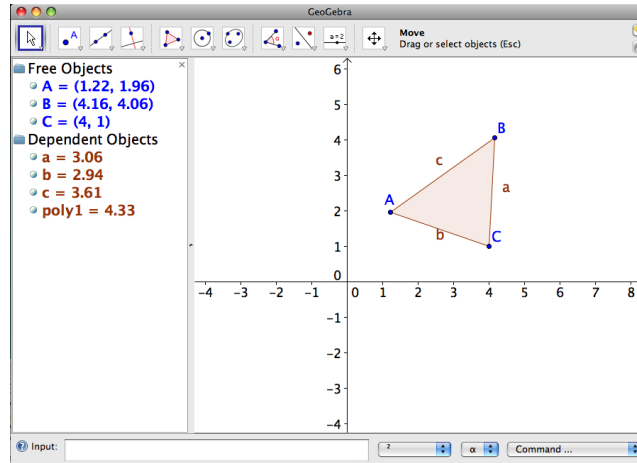 GeoGebra
A
a=2
Move
Drag or select objects (Esc)
Free Objects
A = (1.22, 1.96)
B = (4.16, 4.06)
C = (4, 1)
Dependent Objects
a = 3.06
b = 2.94
c = 3.61
poly1 = 4.33
6
5
4
3
2
1
0
-4 -3 -2 -1 0 1 2 3 4 5 6 7 8
-1
-2
-3
-4
B
c
A
a
b
C
Input:
2
α
Command ...